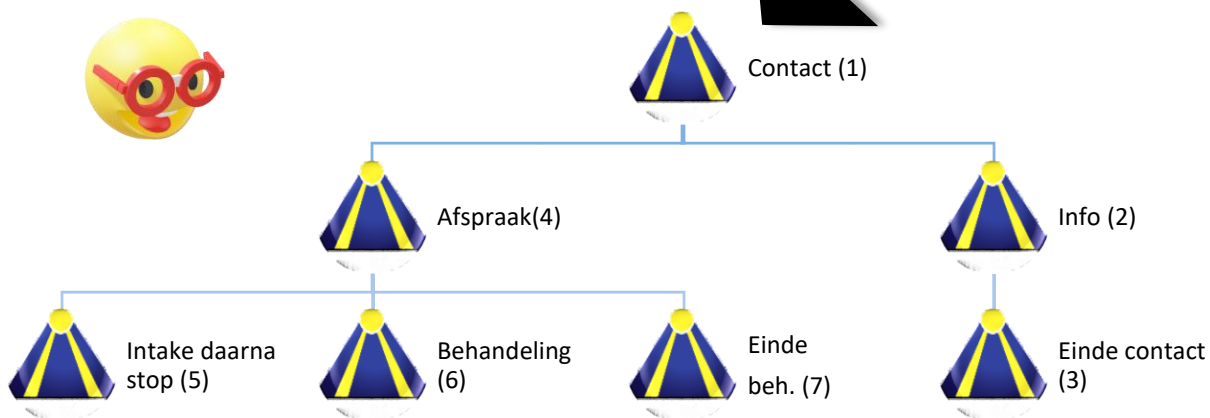 Contact (1)
Afspraak(4)
Info (2)
Intake daarna
stop (5)
Behandeling
(6)
Einde
beh. (7)
Einde contact
(3)